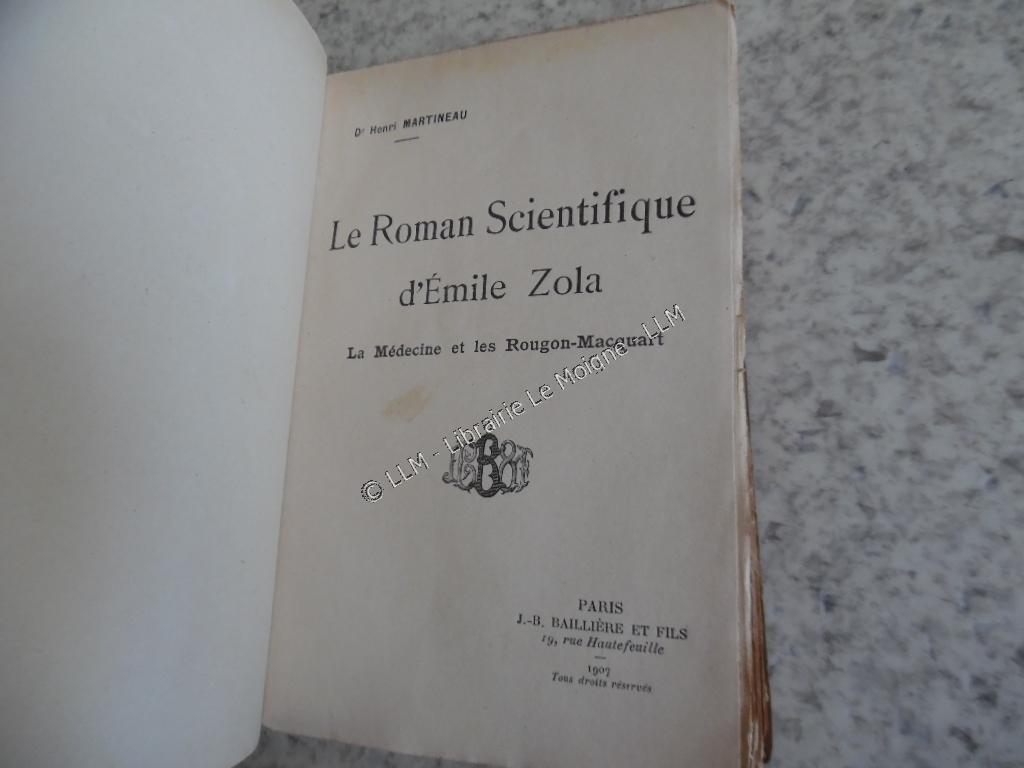 Dr Henri MARTINEAU
Le Roman Scientifique
d'Émile Zola
La Médecine et les Rougon-Macquart
© LLM - Librairie Le Moigne - LLM
PARIS
J.-B. BAILLIÈRE ET FILS
19, rue Hautefeuille
1907
Tous droits réservés